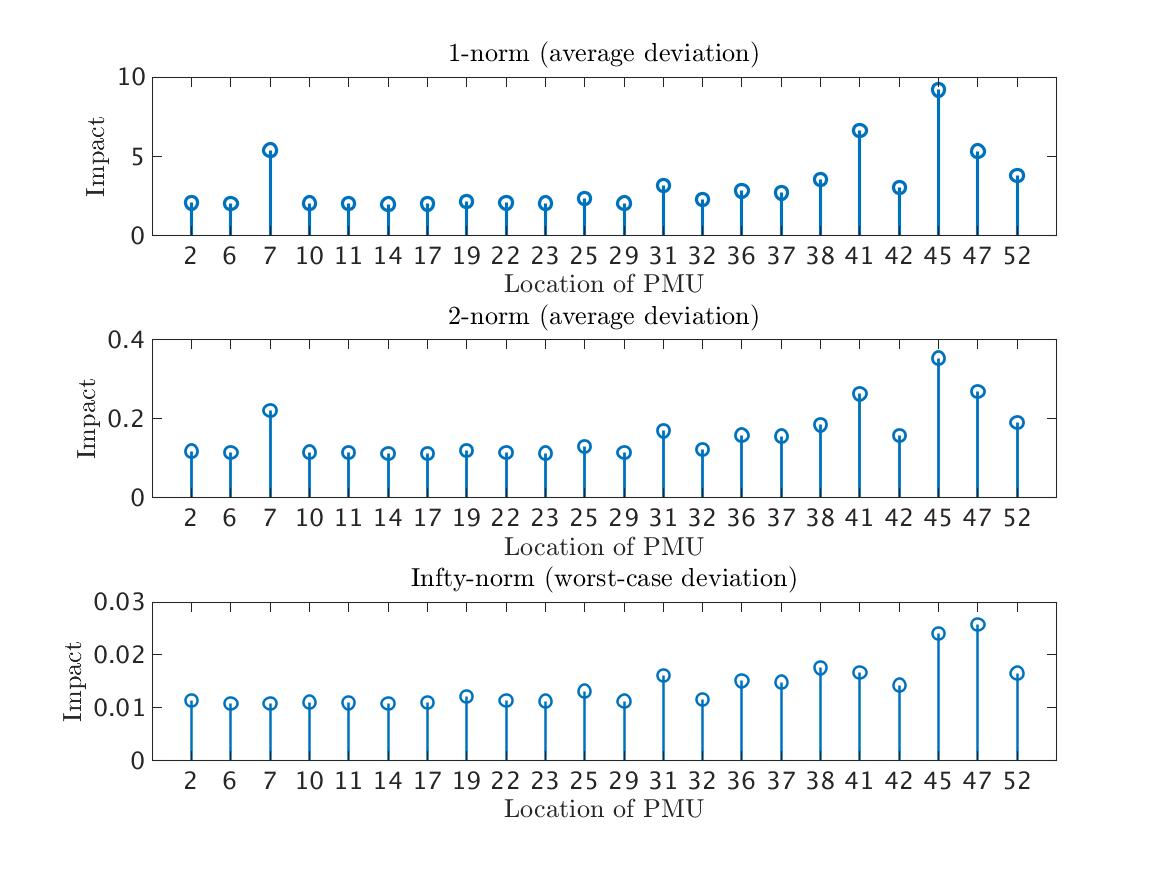 1-norm (average deviation)
10
5
0
Impact
2 6 7 10 11 14 17 19 22 23 25 29 31 32 36 37 38 41 42 45 47 52
Location of PMU
2-norm (average deviation)
0.4
0.2
0
Impact
2 6 7 10 11 14 17 19 22 23 25 29 31 32 36 37 38 41 42 45 47 52
Location of PMU
Infty-norm (worst-case deviation)
0.03
0.02
0.01
0
Impact
2 6 7 10 11 14 17 19 22 23 25 29 31 32 36 37 38 41 42 45 47 52
Location of PMU